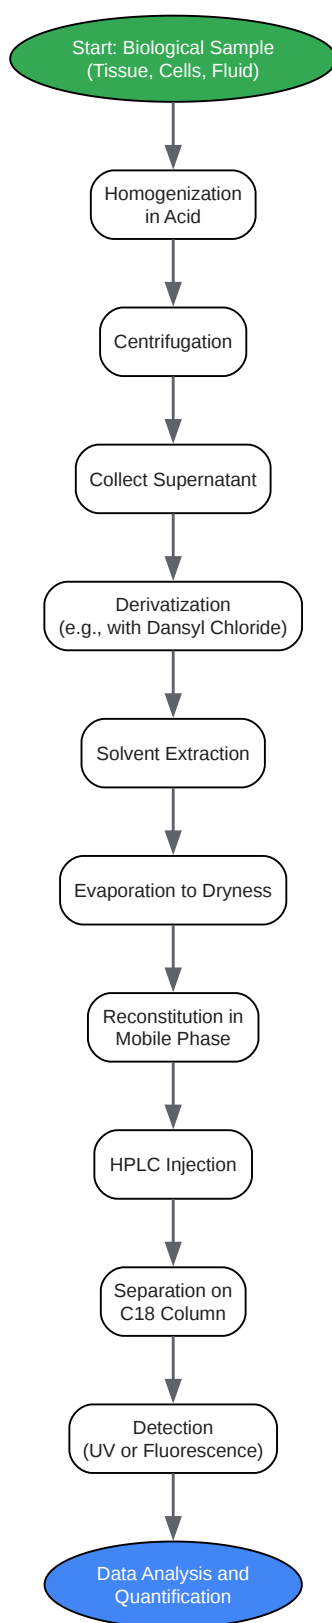 Start: Biological Sample
(Tissue, Cells, Fluid)
Homogenization
in Acid
Centrifugation
Collect Supernatant
Derivatization
(e.g., with Dansyl Chloride)
Solvent Extraction
Evaporation to Dryness
Reconstitution in
Mobile Phase
HPLC Injection
Separation on
C18 Column
Detection
(UV or Fluorescence)
Data Analysis and
Quantification